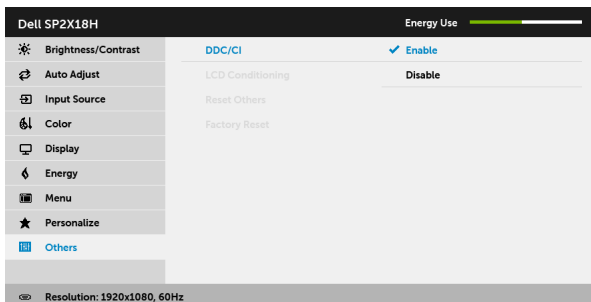 Dell SP2X18H
Energy Use
Brightness/Contrast
DDC/CI
Enable
Auto Adjust
LCD Conditioning
Disable
Input Source
Reset Others
Color
Factory Reset
Display
Energy
Menu
Personalize
Others
Resolution: 1920x1080, 60Hz